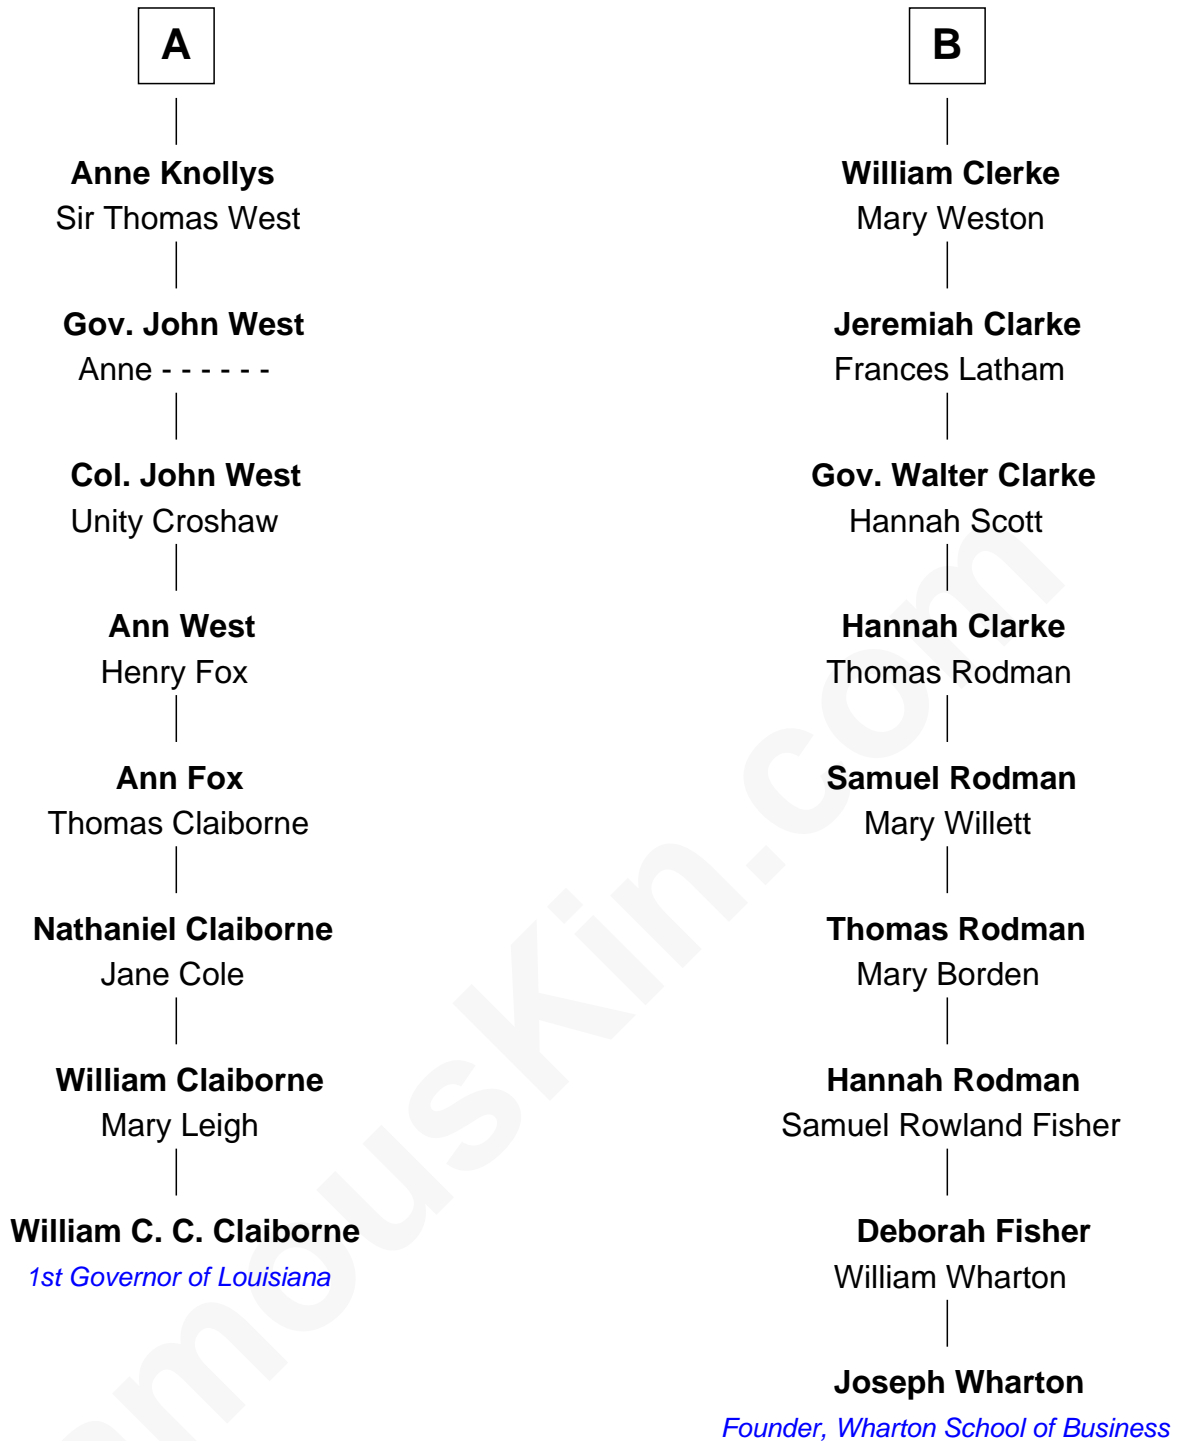 A
Anne Knollys
Sir Thomas West
Gov. John West
Anne - - - - - -
Col. John West
Unity Croshaw
Ann West
Henry Fox
Ann Fox
Thomas Claiborne
Nathaniel Claiborne
Jane Cole
William Claiborne
Mary Leigh
William C. C. Claiborne
1st Governor of Louisiana
B
William Clerke
Mary Weston
Jeremiah Clarke
Frances Latham
Gov. Walter Clarke
Hannah Scott
Hannah Clarke
Thomas Rodman
Samuel Rodman
Mary Willett
Thomas Rodman
Mary Borden
Hannah Rodman
Samuel Rowland Fisher
Deborah Fisher
William Wharton
Joseph Wharton
Founder, Wharton School of Business
amouskin.com